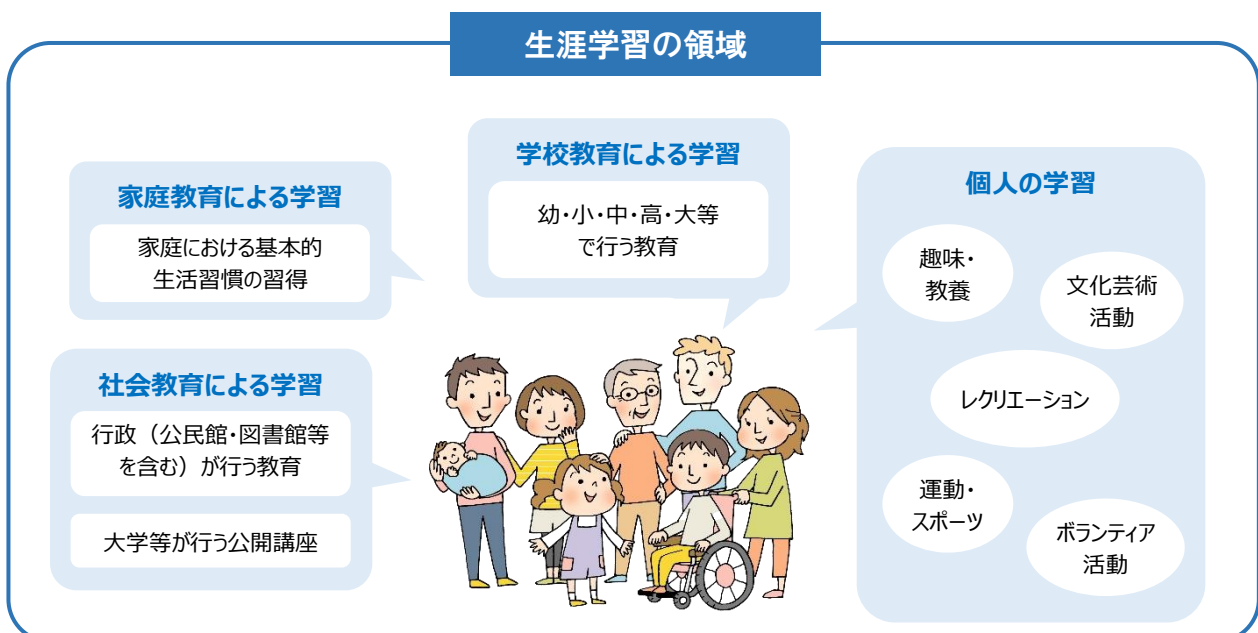 生涯学習の領域
家庭教育による学習
家庭における基本的
生活習慣の習得
学校教育による学習
幼・小・中・高・大等
で行う教育
社会教育による学習
行政（公民館・図書館等
を含む）が行う教育
大学等が行う公開講座
個人の学習
趣味・
教養
文化芸術
活動
レクリエーション
運動・
スポーツ
ボランティア
活動